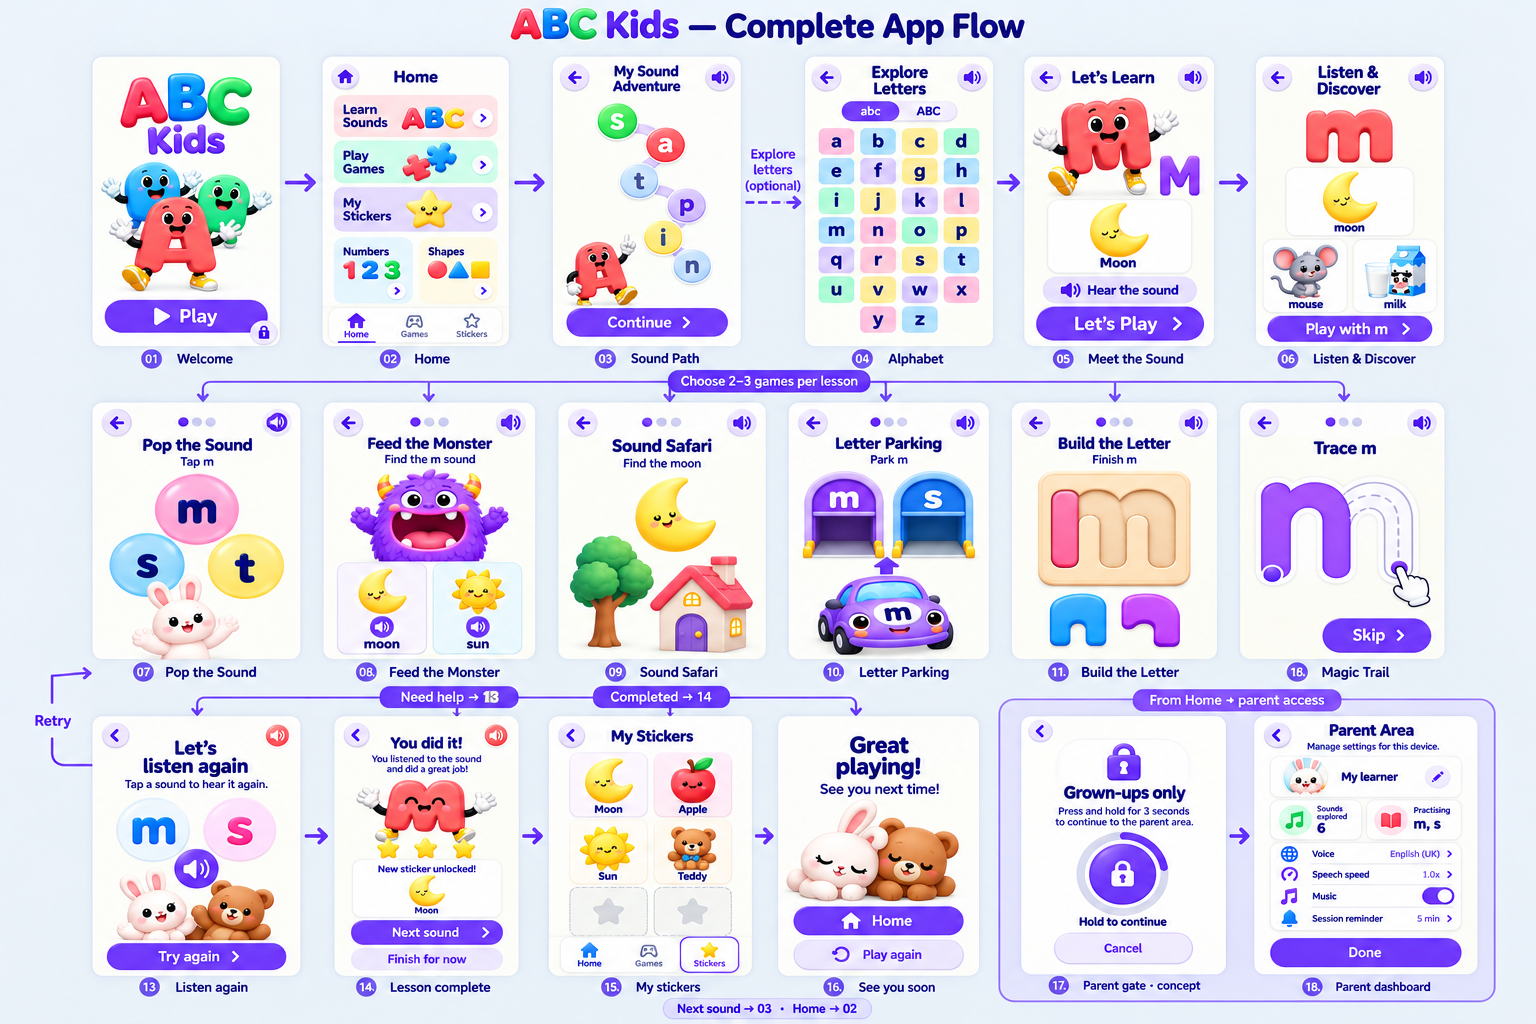 ABC Kids — Complete App Flow
ABC
Kids
Play
01 Welcome
Home
Learn
Sounds
ABC
Play
Games
My
Stickers
Numbers
1 2 3
Shapes
Home
Games
Stickers
02 Home
My Sound
Adventure
s
a
t
p
i
n
Continue
03 Sound Path
Explore
letters
(optional)
Explore
Letters
abc ABC
a b c d
e f g h
i j k l
m n o p
q r s t
u v w x
y z
04 Alphabet
Let's Learn
M
M
Moon
Hear the sound
Let's Play
05 Meet the Sound
Listen &
Discover
m
moon
mouse
milk
Play with m
06 Listen & Discover
Choose 2–3 games per lesson
Pop the Sound
Tap m
m
s
t
07 Pop the Sound
Feed the Monster
Find the m sound
moon
sun
08. Feed the Monster
Sound Safari
Find the moon
09 Sound Safari
Letter Parking
Park m
m
s
m
10. Letter Parking
Build the Letter
Finish m
11. Build the Letter
Trace m
m
Skip
18. Magic Trail
Retry
Need help → 13
Completed → 14
Let's
listen again
Tap a sound to hear it again.
m
s
Try again
13 Listen again
You did it!
You listened to the sound
and did a great job!
M
New sticker unlocked!
Moon
Next sound
Finish for now
14. Lesson complete
My Stickers
Moon
Apple
Sun
Teddy
Home
Games
Stickers
15. My stickers
Great
playing!
See you next time!
Home
Play again
16. See you soon
From Home → parent access
Grown-ups only
Press and hold for 3 seconds
to continue to the parent area.
Hold to continue
Cancel
17. Parent gate · concept
Parent Area
Manage settings for this device.
My learner
Sounds
explored
6
Practising
m, s
Voice English (UK)
Speech speed 1.0x
Music
Session reminder 5 min
Done
18. Parent dashboard
Next sound → 03 · Home → 02